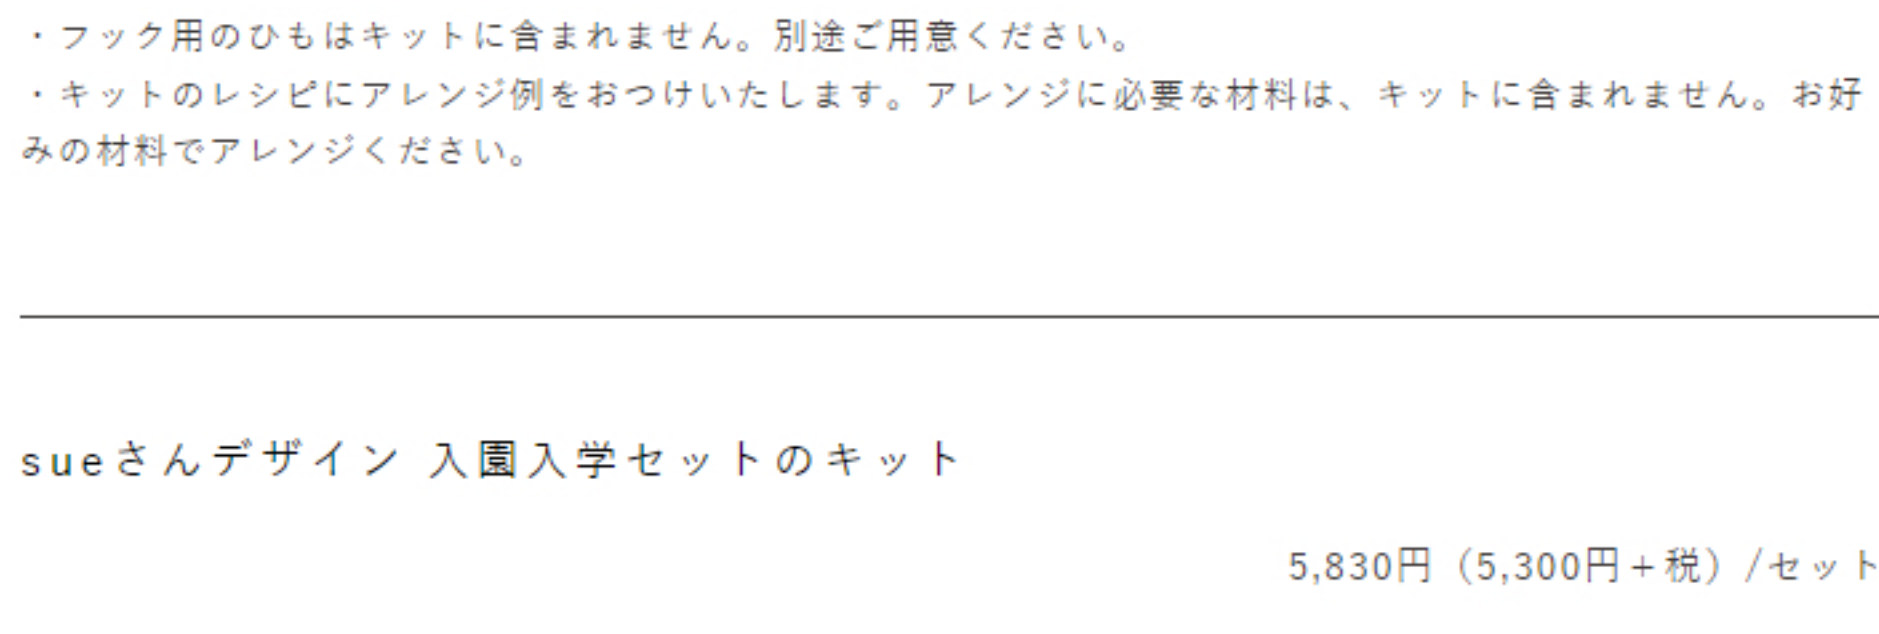 ・フック用のひもはキットに含まれません。別途ご用意ください。
・キットのレシピにアレンジ例をおつけいたします。アレンジに必要な材料は、キットに含まれません。お好
みの材料でアレンジください。
sueさんデザイン 入園入学セットのキット
5,830円（5,300円＋税）/セット